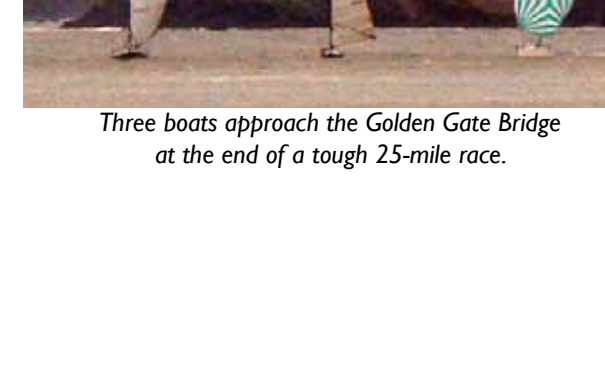 Three boats approach the Golden Gate Bridge
at the end of a tough 25-mile race.